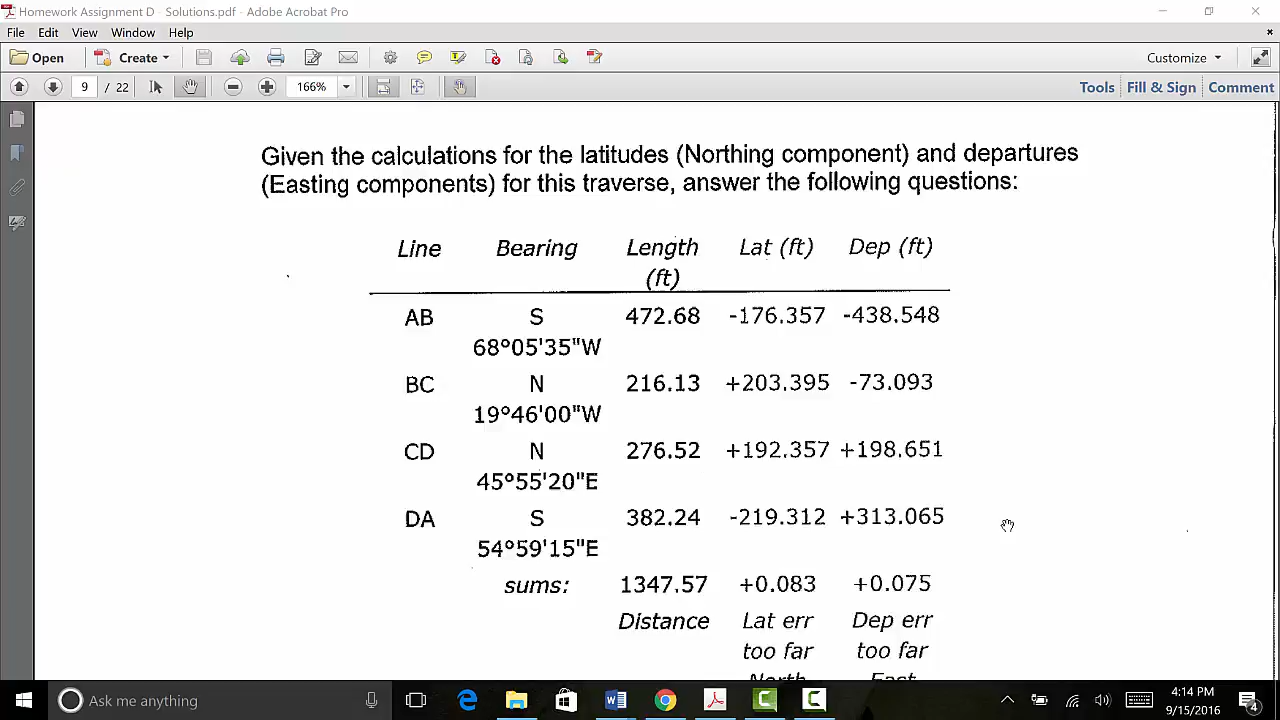 Homework Assignment D - Solutions.pdf - Adobe Acrobat Pro
File Edit View Window Help
Open Create Customize
9 / 22 166% Tools Fill & Sign Comment
Given the calculations for the latitudes (Northing component) and departures
(Easting components) for this traverse, answer the following questions:
Line Bearing Length Lat (ft) Dep (ft)
(ft)
AB S 472.68 -176.357 -438.548
68°05'35"W
BC N 216.13 +203.395 -73.093
19°46'00"W
CD N 276.52 +192.357 +198.651
45°55'20"E
DA S 382.24 -219.312 +313.065
54°59'15"E
sums: 1347.57 +0.083 +0.075
Distance Lat err Dep err
too far too far
North East
Ask me anything 4:14 PM
9/15/2016